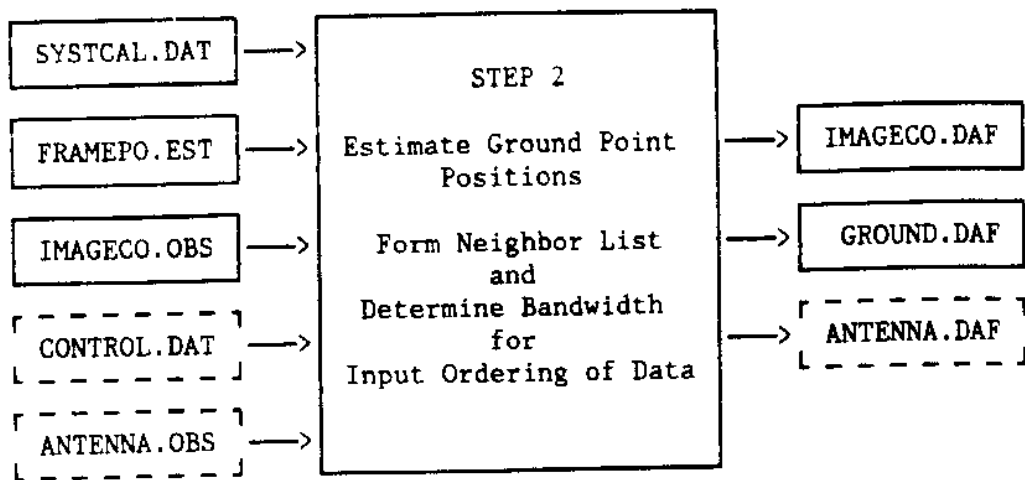 SYSTCAL.DAT
FRAMEPO.EST
IMAGECO.OBS
CONTROL.DAT
ANTENNA.OBS
STEP 2
Estimate Ground Point
Positions
Form Neighbor List
and
Determine Bandwidth
for
Input Ordering of Data
IMAGECO.DAF
GROUND.DAF
ANTENNA.DAF